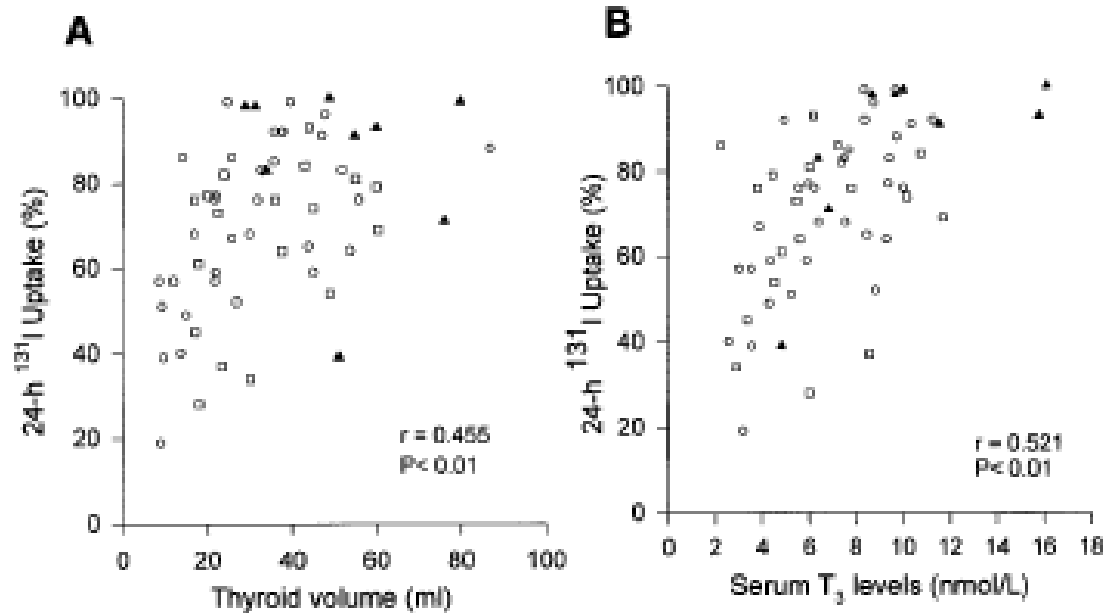 A
24-h 131I Uptake (%)
100
80
60
40
20
0
r = 0.455
P< 0.01
0 20 40 60 80 100
Thyroid volume (ml)
B
24-h 131I Uptake (%)
100
80
60
40
20
0
r = 0.521
P< 0.01
0 2 4 6 8 10 12 14 16 18
Serum T3 levels (nmol/L)